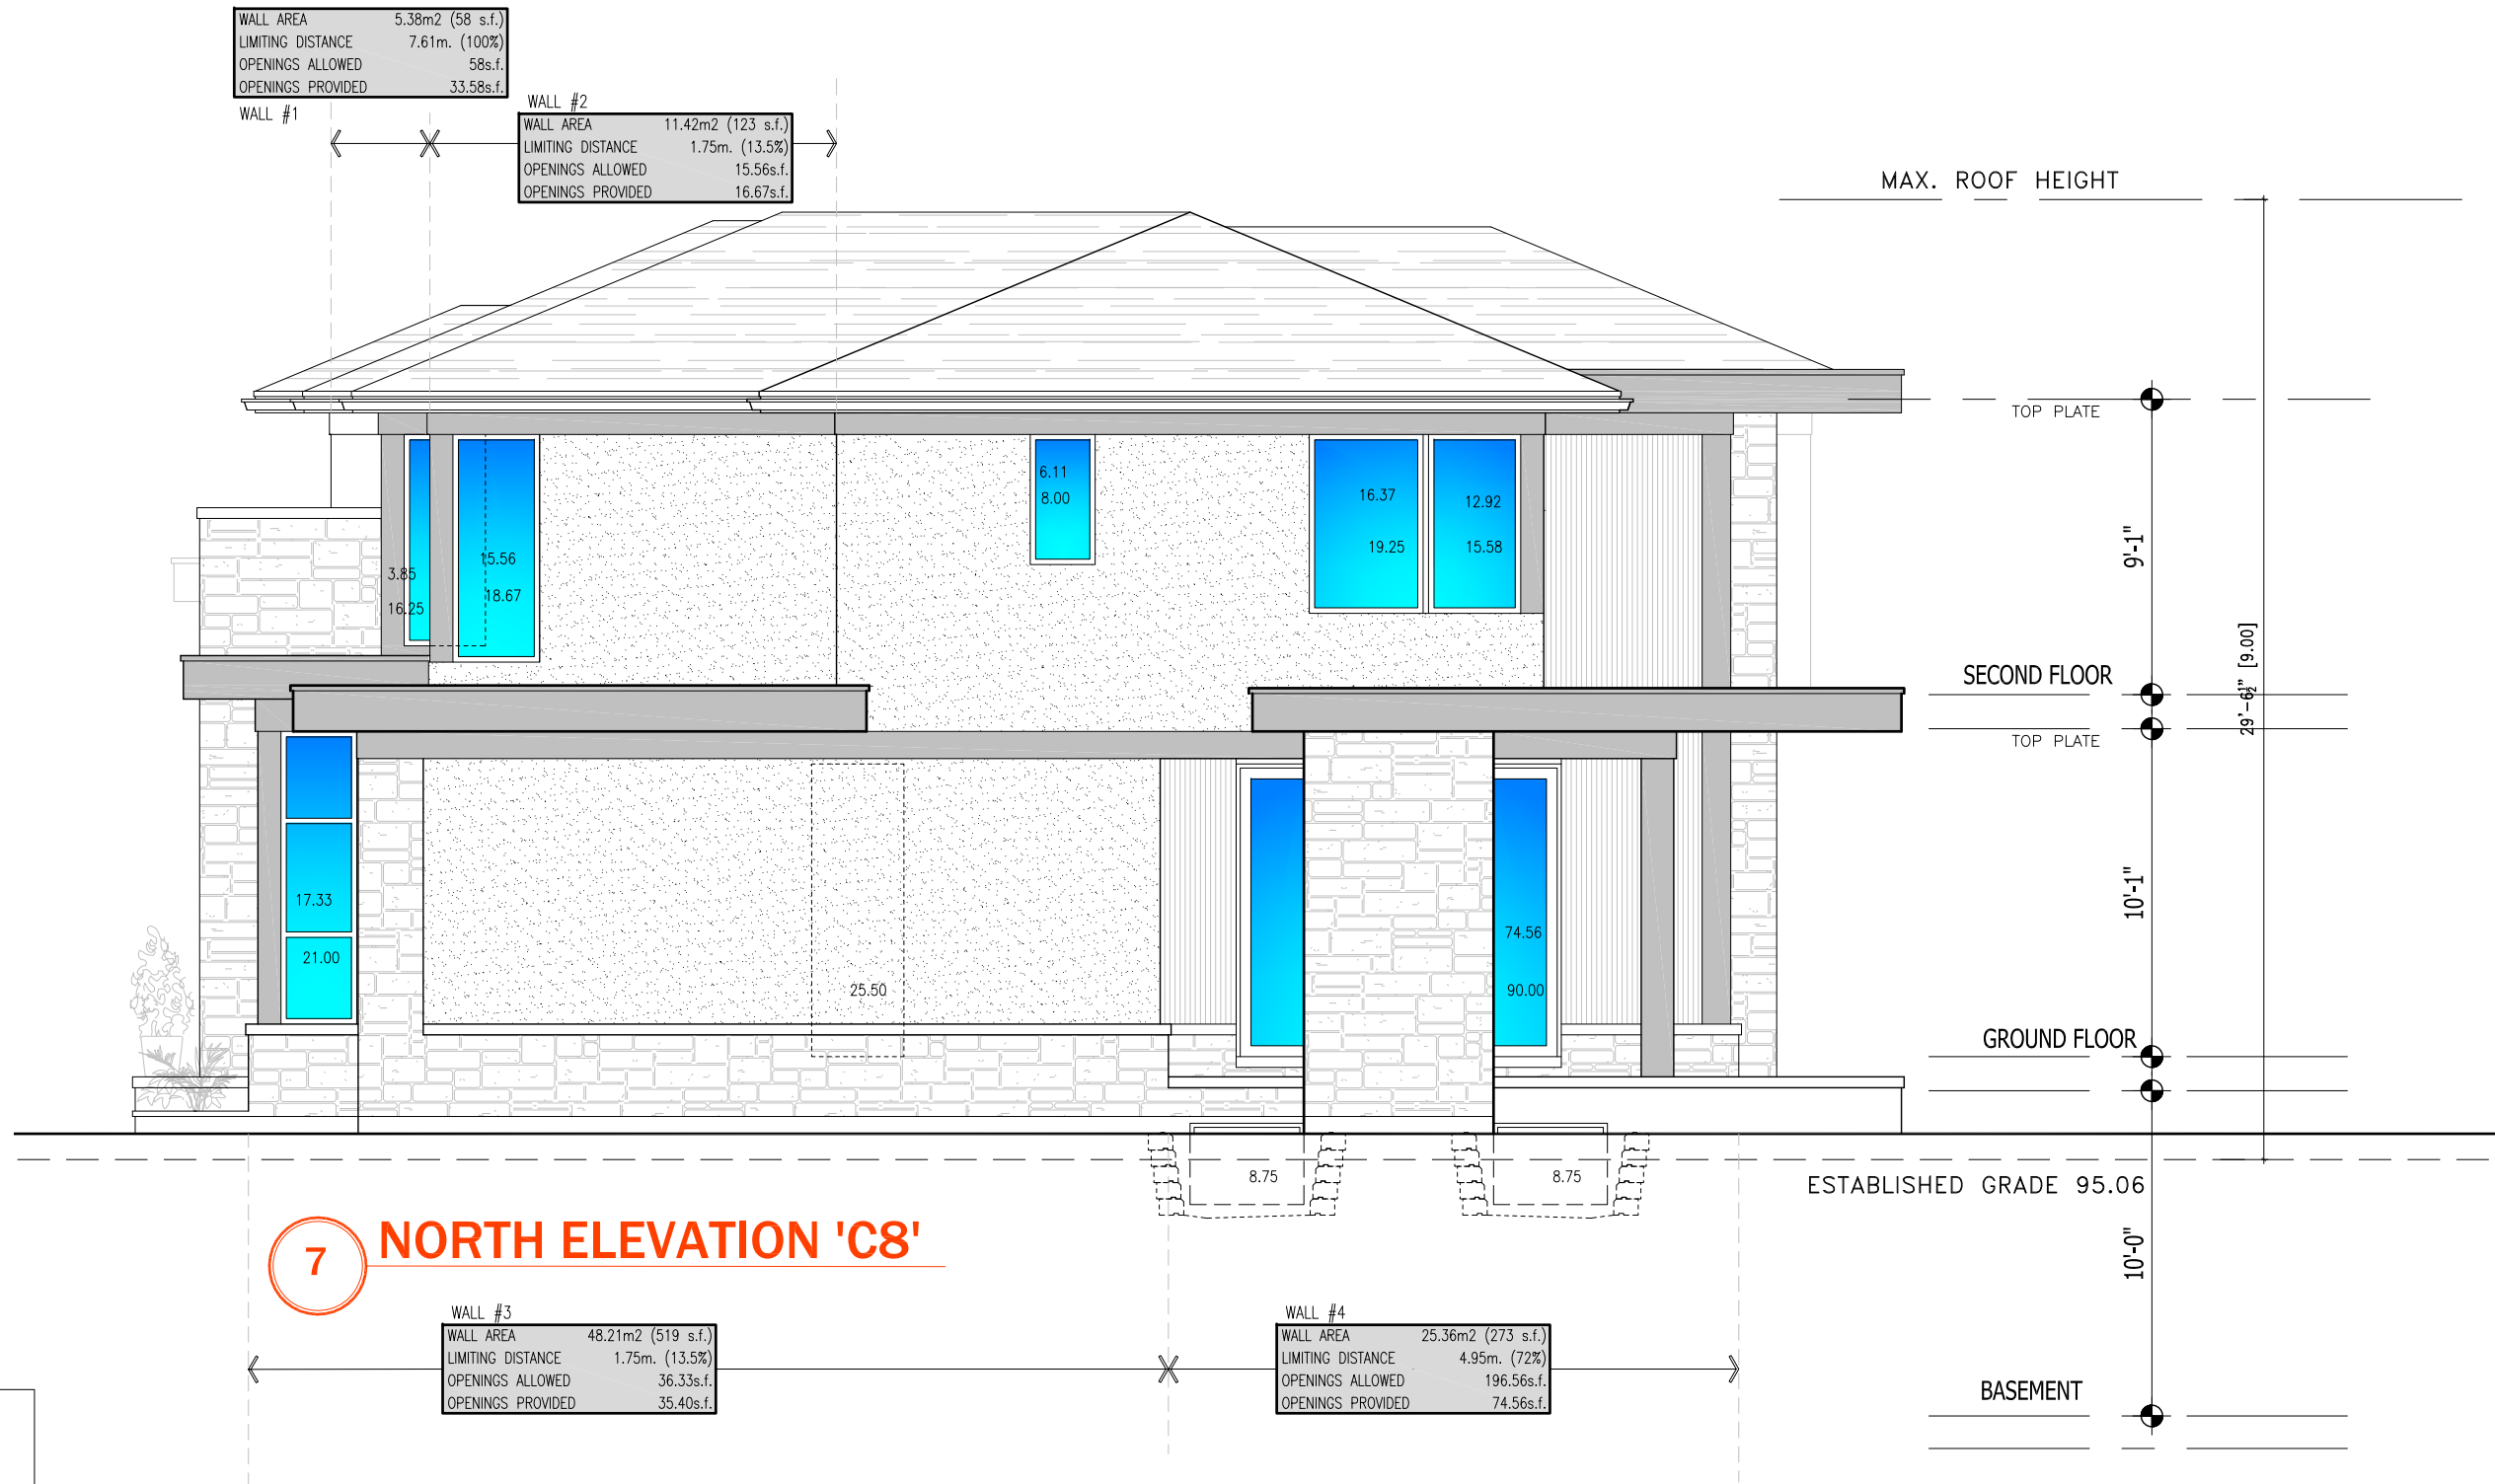 WALL AREA 5.38m2 (58 s.f.)
LIMITING DISTANCE 7.61m. (100%)
OPENINGS ALLOWED 58s.f.
OPENINGS PROVIDED 33.58s.f.
WALL #1
WALL #2
WALL AREA 11.42m2 (123 s.f.)
LIMITING DISTANCE 1.75m. (13.5%)
OPENINGS ALLOWED 15.56s.f.
OPENINGS PROVIDED 16.67s.f.
MAX. ROOF HEIGHT
TOP PLATE
6.11
8.00
16.37
19.25
12.92
15.58
15.56
18.67
3.85
16.25
9'-1"
SECOND FLOOR
29'-6½" [9.00]
TOP PLATE
17.33
21.00
25.50
74.56
90.00
10'-1"
GROUND FLOOR
8.75
8.75
ESTABLISHED GRADE 95.06
7
NORTH ELEVATION 'C8'
10'-0"
WALL #3
WALL AREA 48.21m2 (519 s.f.)
LIMITING DISTANCE 1.75m. (13.5%)
OPENINGS ALLOWED 36.33s.f.
OPENINGS PROVIDED 35.40s.f.
WALL #4
WALL AREA 25.36m2 (273 s.f.)
LIMITING DISTANCE 4.95m. (72%)
OPENINGS ALLOWED 196.56s.f.
OPENINGS PROVIDED 74.56s.f.
BASEMENT